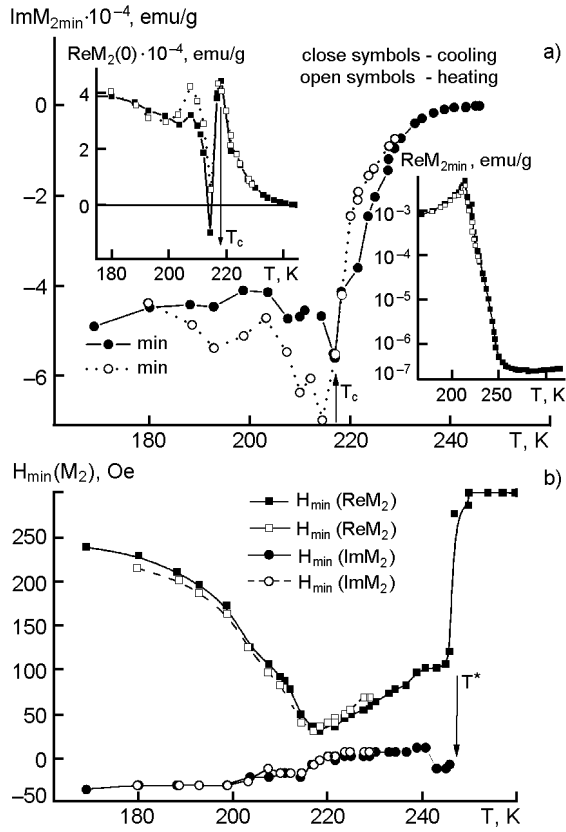 ImM2min·10−4, emu/g
a)
ReM2(0)·10−4, emu/g
close symbols - cooling
open symbols - heating
4
2
0
Tc
180 200 220 240
T, K
0
−2
−4
−6
ReM2min, emu/g
10−3
10−4
10−5
10−6
10−7
200 250
T, K
min
min
Tc
180 200 220 240
T, K
Hmin(M2), Oe
b)
Hmin (ReM2)
Hmin (ReM2)
Hmin (ImM2)
Hmin (ImM2)
250
200
150
100
50
0
−50
T*
180 200 220 240
T, K